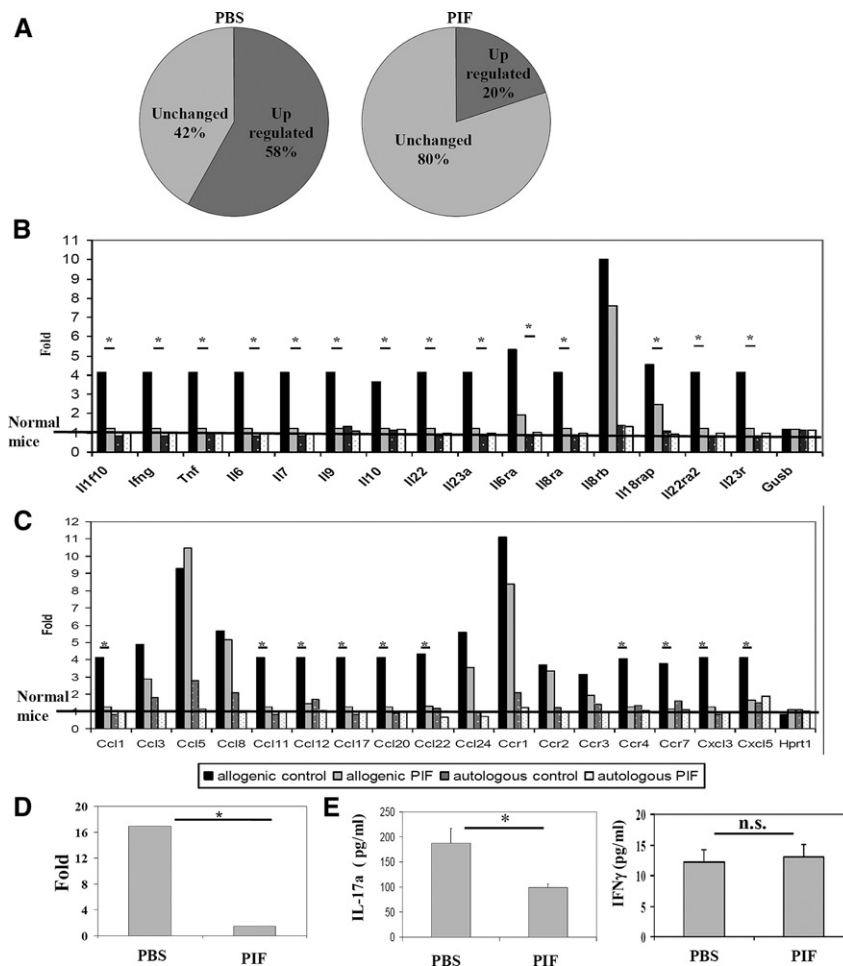 A
PBS
PIF
Unchanged
42%
Up
regulated
58%
Up
regulated
20%
Unchanged
80%
B
11
10
9
8
7
6
5
4
3
2
1
0
Fold
Normal
mice
* * * * * * * * * * * * *
Il1f10 Ifng Tnf Il6 Il7 Il9 Il10 Il22 Il23a Il6ra Il8ra Il8rb Il18rap Il22ra2 Il23r Gusb
C
12
11
10
9
8
7
6
5
4
3
2
1
0
Fold
Normal
mice
* * * * * * * * * *
Ccl1 Ccl3 Ccl5 Ccl8 Ccl11 Ccl12 Ccl17 Ccl20 Ccl22 Ccl24 Ccr1 Ccr2 Ccr3 Ccr4 Ccr7 Cxcl3 Cxcl5 Hprt1
allogenic control allogenic PIF autologous control autologous PIF
D
20
16
12
8
4
0
Fold
*
PBS PIF
E
250
200
150
100
50
0
IL-17a ( pg/ml)
*
PBS PIF
20
15
10
5
0
IFNγ (pg/ml)
n.s.
PBS PIF